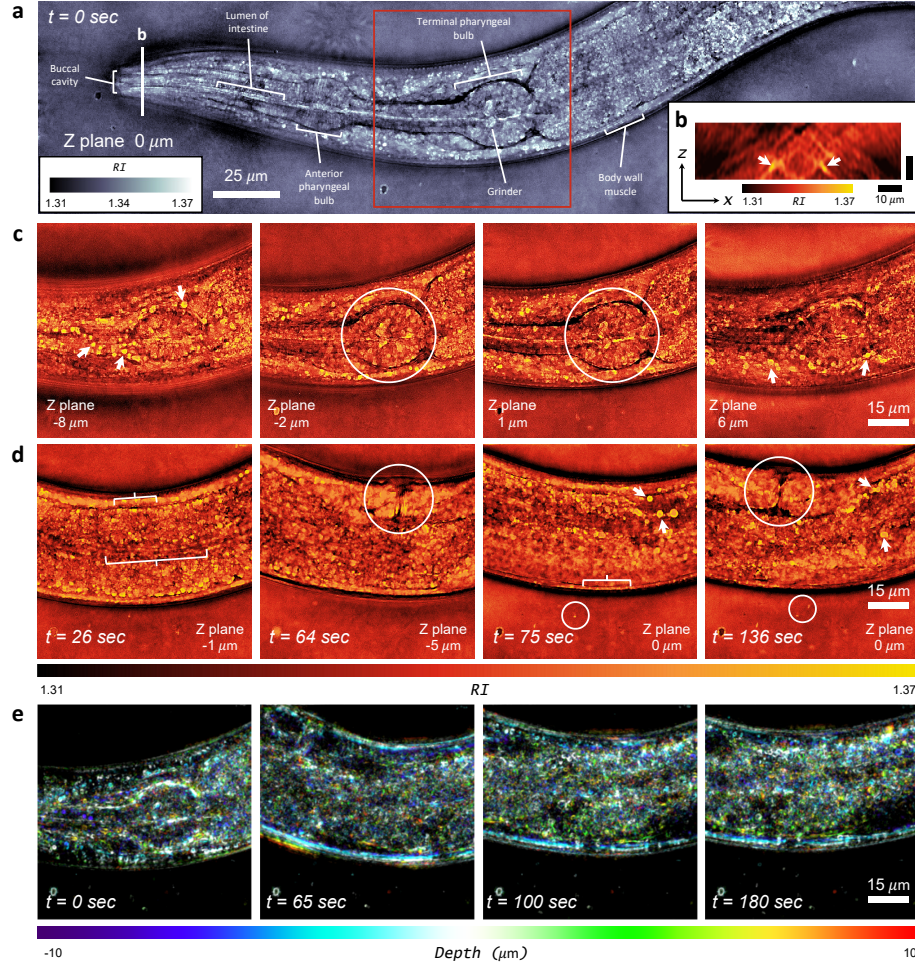 a
t = 0 sec
b
Lumen of
intestine
Terminal pharyngeal
bulb
Buccal
cavity
Z plane 0 μm
RI
1.31
1.34
1.37
25 μm
Anterior
pharyngeal
bulb
Grinder
Body wall
muscle
b
z
x
1.31
RI
1.37
10 μm
c
Z plane
-8 μm
Z plane
-2 μm
Z plane
1 μm
Z plane
6 μm
15 μm
d
t = 26 sec
Z plane
-1 μm
t = 64 sec
Z plane
-5 μm
t = 75 sec
Z plane
0 μm
t = 136 sec
15 μm
Z plane
0 μm
1.31
RI
1.37
e
t = 0 sec
t = 65 sec
t = 100 sec
t = 180 sec
15 μm
-10
Depth (μm)
10